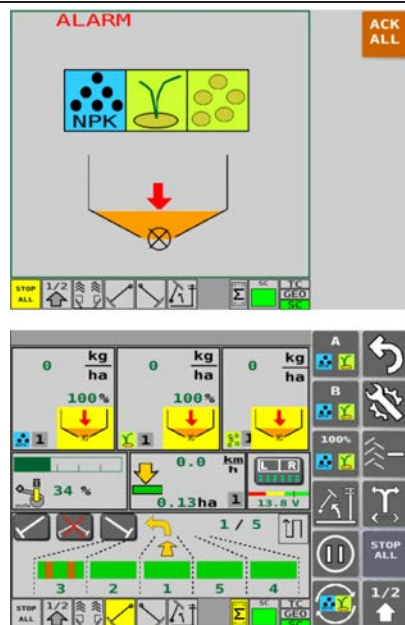 ALARM
ACK
ALL
NPK
STOP
ALL
1/2
Σ
SC
TC
GEO
SC
kg
ha
0
100%
1
kg
ha
0
100%
1
kg
ha
0
1
A
B
100%
34 %
0.0 km
h
0.13ha 1
L R
13.8 V
1 / 5
3 2 1 5 4
STOP
ALL
1/2
STOP
ALL
1/2
Σ
SC
TC
GEO
SC